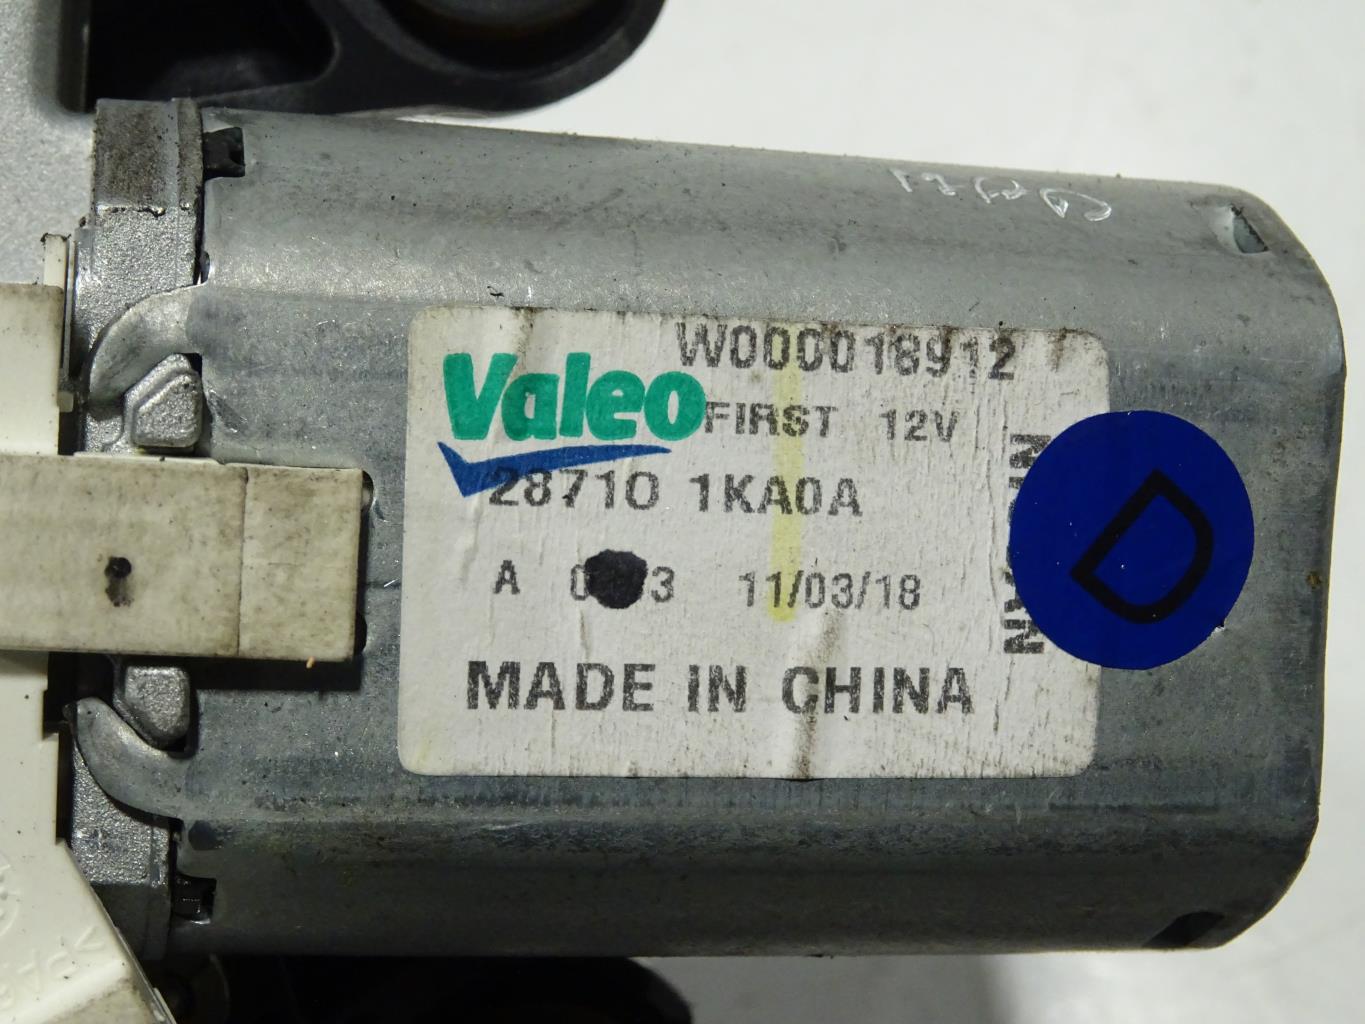 W000018912
Valeo
FIRST 12V
28710 1KA0A
A 11/03/18
MADE IN CHINA
D